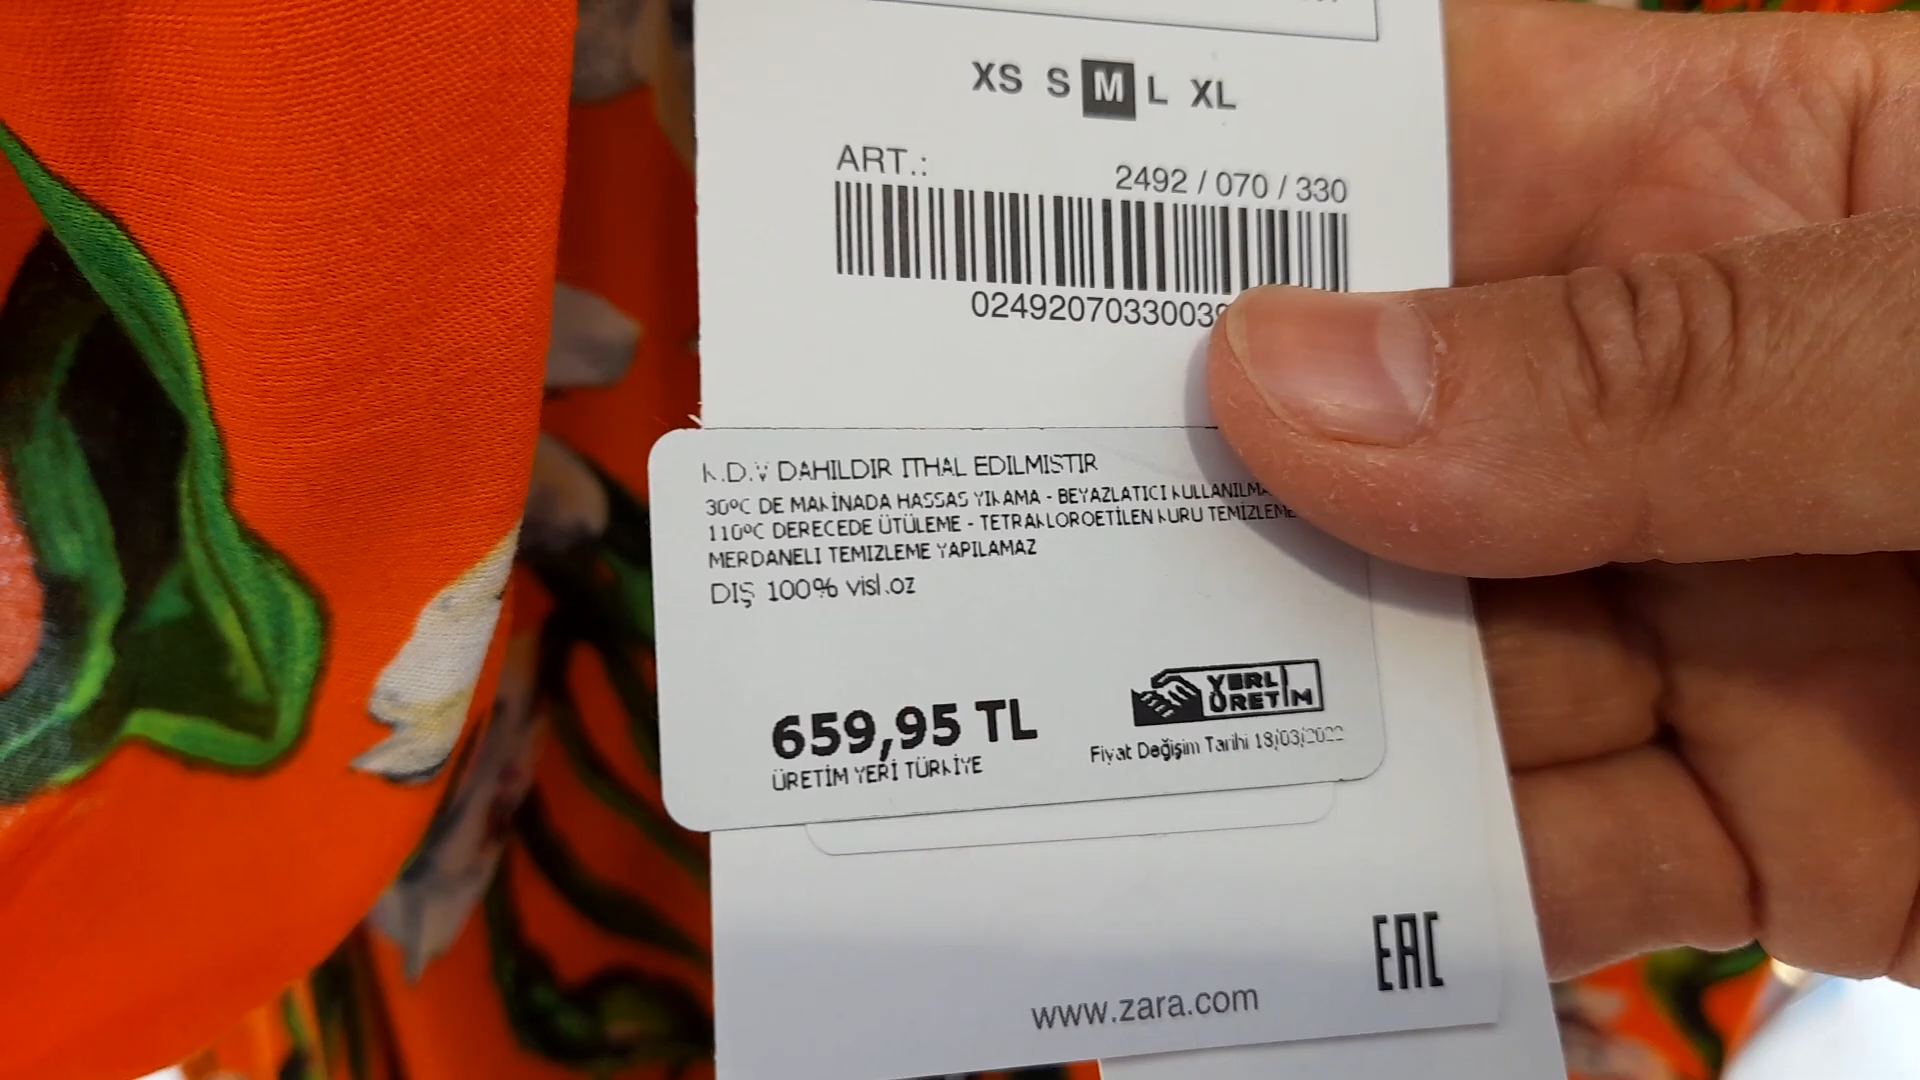 XS S M L XL
ART.: 2492 / 070 / 330
02492070330039
K.D.V DAHILDIR ITHAL EDILMISTIR
30ºC DE MAKİNADA HASSAS YIKAMA - BEYAZLATICI KULLANILMA
110ºC DERECEDE ÜTÜLEME - TETRAKLOROETİLEN KURU TEMİZLEME
MERDANELI TEMIZLEME YAPILAMAZ
DIŞ 100% viskoz
659,95 TL
ÜRETİM YERİ TÜRKİYE
YERLİ
ÜRETİM
Fiyat Değişim Tarihi 18/03/2022
EAC
www.zara.com